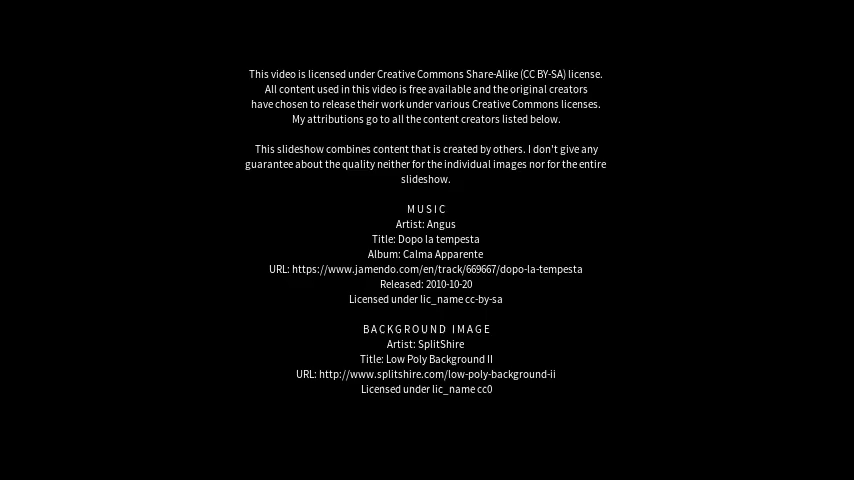 This video is licensed under Creative Commons Share-Alike (CC BY-SA) license.
All content used in this video is free available and the original creators
have chosen to release their work under various Creative Commons licenses.
My attributions go to all the content creators listed below.
This slideshow combines content that is created by others. I don't give any
guarantee about the quality neither for the individual images nor for the entire
slideshow.
MUSIC
Artist: Angus
Title: Dopo la tempesta
Album: Calma Apparente
URL: https://www.jamendo.com/en/track/669667/dopo-la-tempesta
Released: 2010-10-20
Licensed under lic_name cc-by-sa
BACKGROUND IMAGE
Artist: SplitShire
Title: Low Poly Background II
URL: http://www.splitshire.com/low-poly-background-ii
Licensed under lic_name cc0